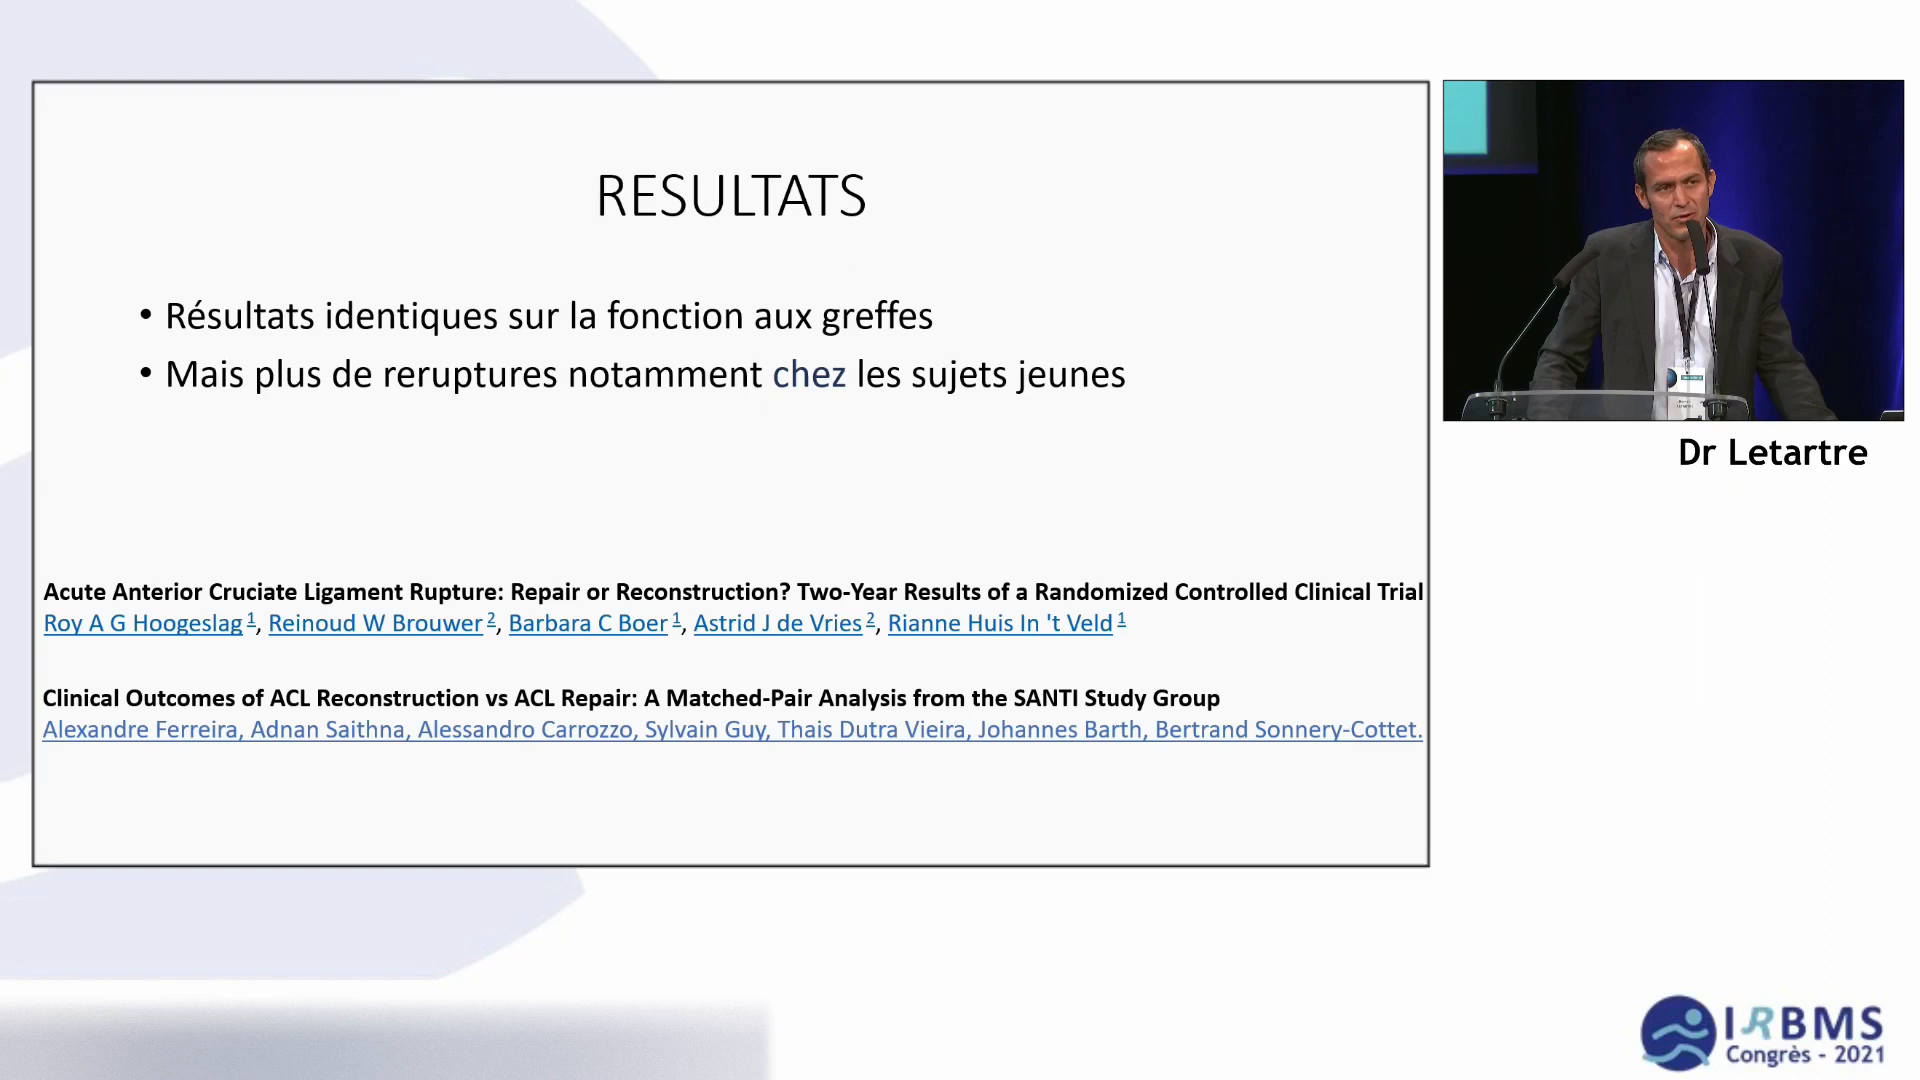 RESULTATS
• Résultats identiques sur la fonction aux greffes
• Mais plus de reruptures notamment chez les sujets jeunes
Acute Anterior Cruciate Ligament Rupture: Repair or Reconstruction? Two-Year Results of a Randomized Controlled Clinical Trial
Roy A G Hoogeslag 1, Reinoud W Brouwer 2, Barbara C Boer 1, Astrid J de Vries 2, Rianne Huis In 't Veld 1
Clinical Outcomes of ACL Reconstruction vs ACL Repair: A Matched-Pair Analysis from the SANTI Study Group
Alexandre Ferreira, Adnan Saithna, Alessandro Carrozzo, Sylvain Guy, Thais Dutra Vieira, Johannes Barth, Bertrand Sonnery-Cottet.
Dr Letartre
IRBMS
Congrès - 2021